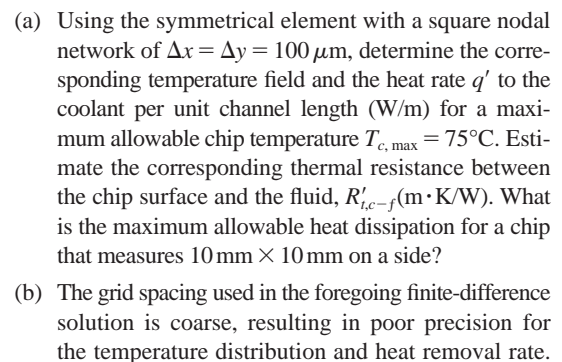 (a) Using the symmetrical element with a square nodal
network of Δx = Δy = 100 μm, determine the corre-
sponding temperature field and the heat rate q′ to the
coolant per unit channel length (W/m) for a maxi-
mum allowable chip temperature T_c, max = 75°C. Esti-
mate the corresponding thermal resistance between
the chip surface and the fluid, R′_t,c−f (m · K/W). What
is the maximum allowable heat dissipation for a chip
that measures 10 mm × 10 mm on a side?
(b) The grid spacing used in the foregoing finite-difference
solution is coarse, resulting in poor precision for
the temperature distribution and heat removal rate.